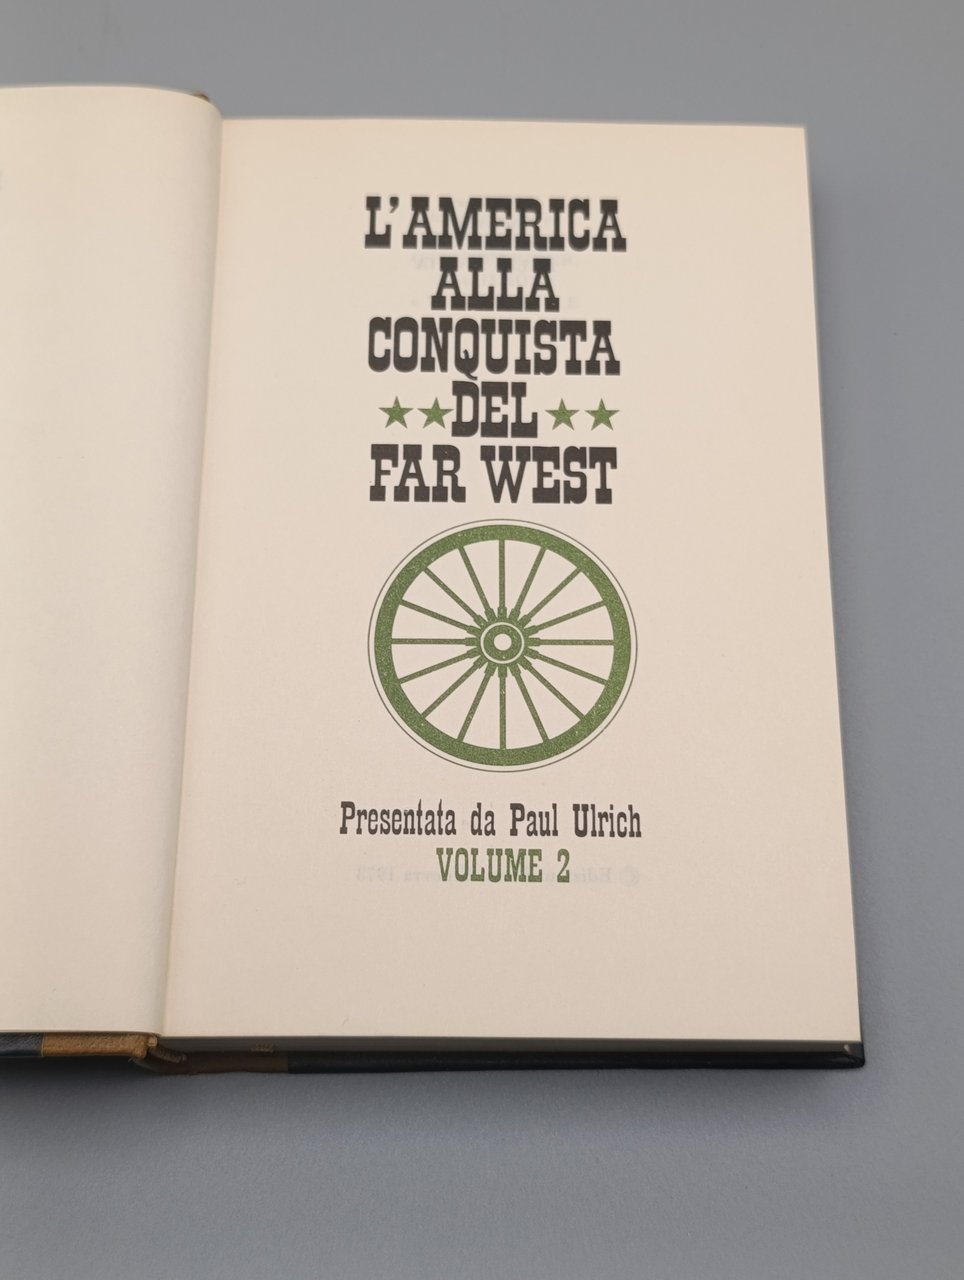 L'AMERICA
ALLA
CONQUISTA
DEL
FAR WEST
Presentata da Paul Ulrich
VOLUME 2